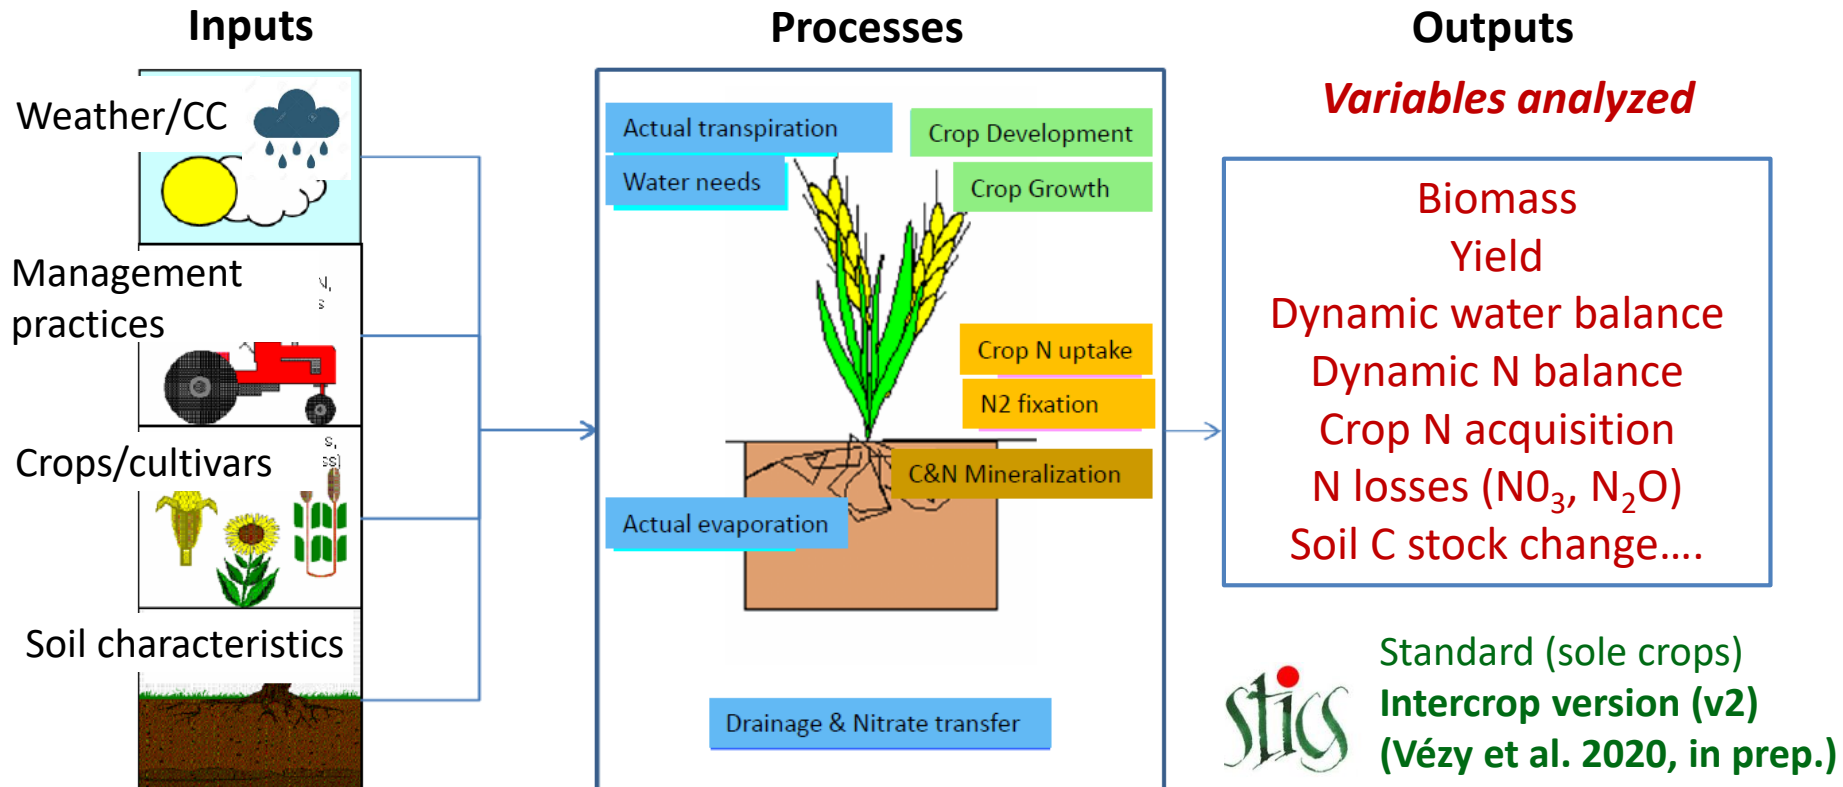 Inputs
Weather/CC
Management
practices
N,
s
Crops/cultivars
s,
ss)
Soil characteristics
Processes
Actual transpiration
Water needs
Crop Development
Crop Growth
Crop N uptake
N2 fixation
C&N Mineralization
Actual evaporation
Drainage & Nitrate transfer
Outputs
Variables analyzed
Biomass
Yield
Dynamic water balance
Dynamic N balance
Crop N acquisition
N losses (N0₃, N₂O)
Soil C stock change....
stics
Standard (sole crops)
Intercrop version (v2)
(Vézy et al. 2020, in prep.)